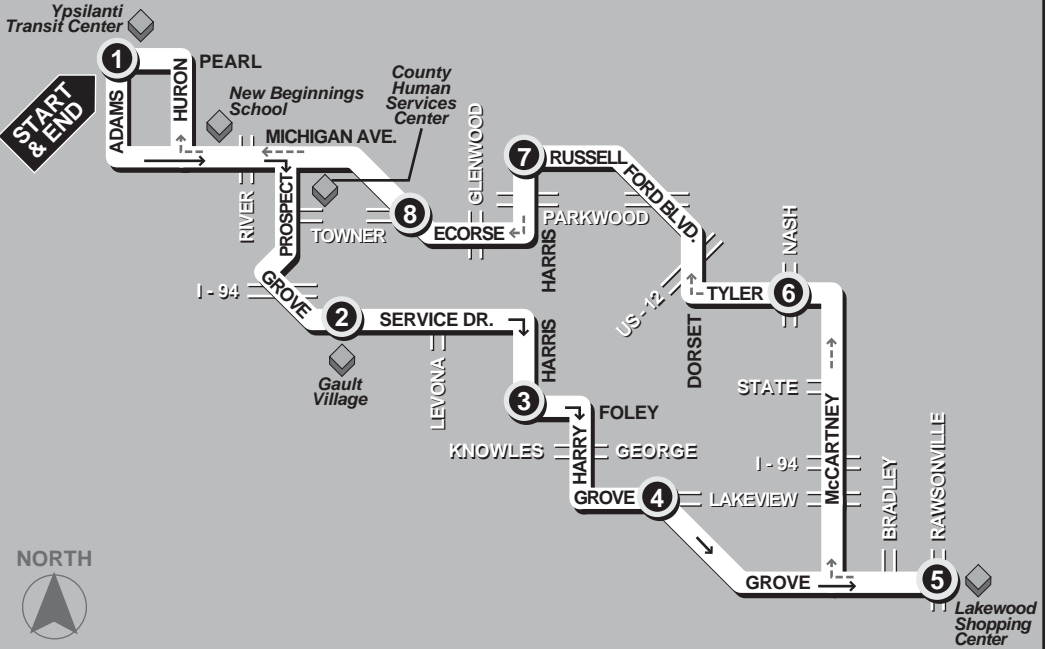 Ypsilanti
Transit Center
1
PEARL
START
& END
ADAMS
HURON
New Beginnings
School
County
Human
Services
Center
MICHIGAN AVE.
GLENWOOD
7
RUSSELL
FORD BLVD.
RIVER
PROSPECT
TOWNER
8
ECORSE
PARKWOOD
HARRIS
NASH
I - 94
GROVE
2
SERVICE DR.
US - 12
TYLER
6
DORSET
Gault
Village
LEVONA
HARRIS
3
FOLEY
STATE
McCARTNEY
KNOWLES
HARRY
GEORGE
I - 94
BRADLEY
RAWSONVILLE
GROVE
4
LAKEVIEW
NORTH
GROVE
5
Lakewood
Shopping
Center